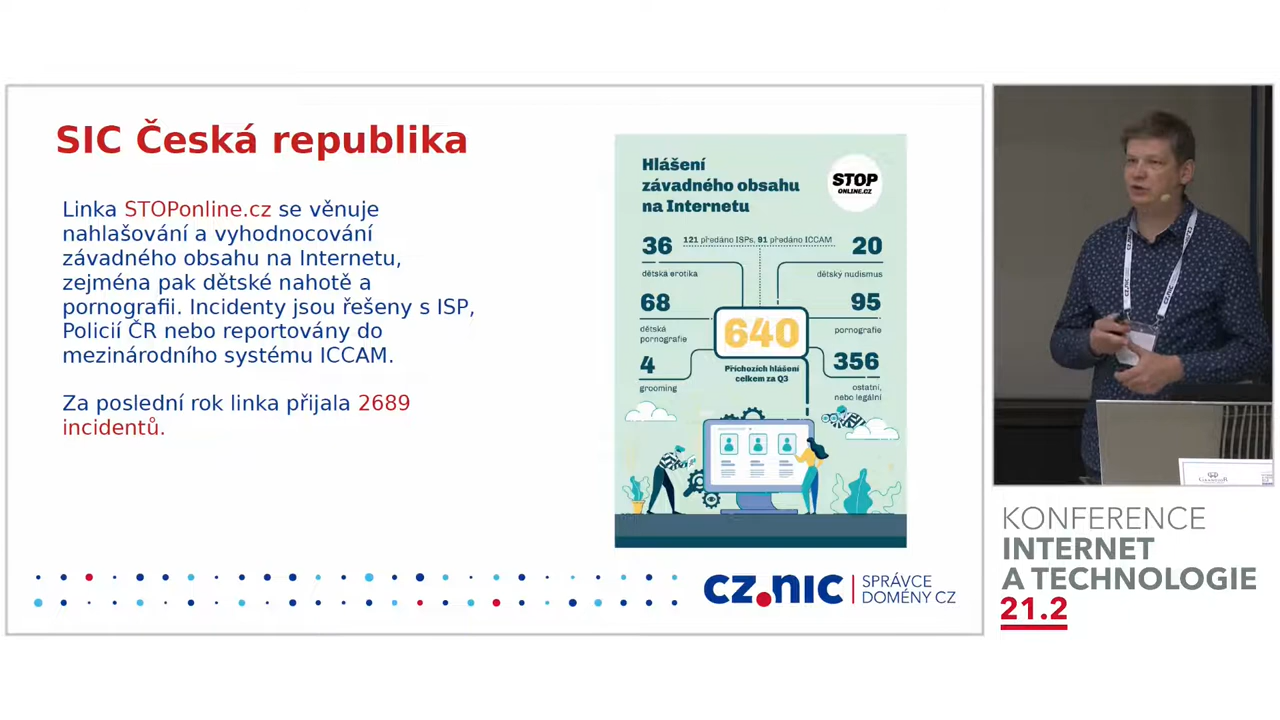 SIC Česká republika
Linka STOPonline.cz se věnuje
nahlašování a vyhodnocování
závadného obsahu na Internetu,
zejména pak dětské nahotě a
pornografii. Incidenty jsou řešeny s ISP,
Policií ČR nebo reportovány do
mezinárodního systému ICCAM.
Za poslední rok linka přijala 2689
incidentů.
Hlášení
závadného obsahu
na Internetu
STOP
ONLINE.CZ
121 předáno ISPs, 91 předáno ICCAM
36
dětská erotika
20
dětský nudismus
68
dětská
pornografie
95
pornografie
640
Příchozích hlášení
celkem za Q3
4
grooming
356
ostatní,
nebo legální
CZ.NIC
SPRÁVCE
DOMÉNY CZ
CZ.NIC
KONFERENCE
INTERNET
A TECHNOLOGIE
21.2